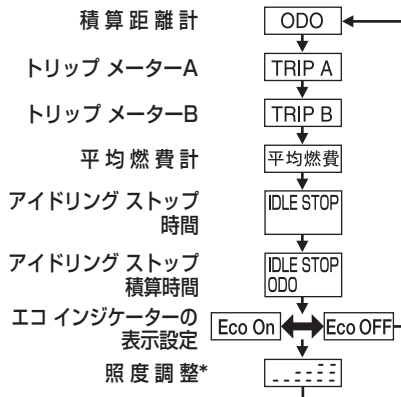 積算距離計
ODO
トリップ メーターA
TRIP A
トリップ メーターB
TRIP B
平均燃費計
平均燃費
アイドリング ストップ
時間
IDLE STOP
アイドリング ストップ
積算時間
IDLE STOP
ODO
エコ インジケーターの
表示設定
Eco On
Eco OFF
照度調整*